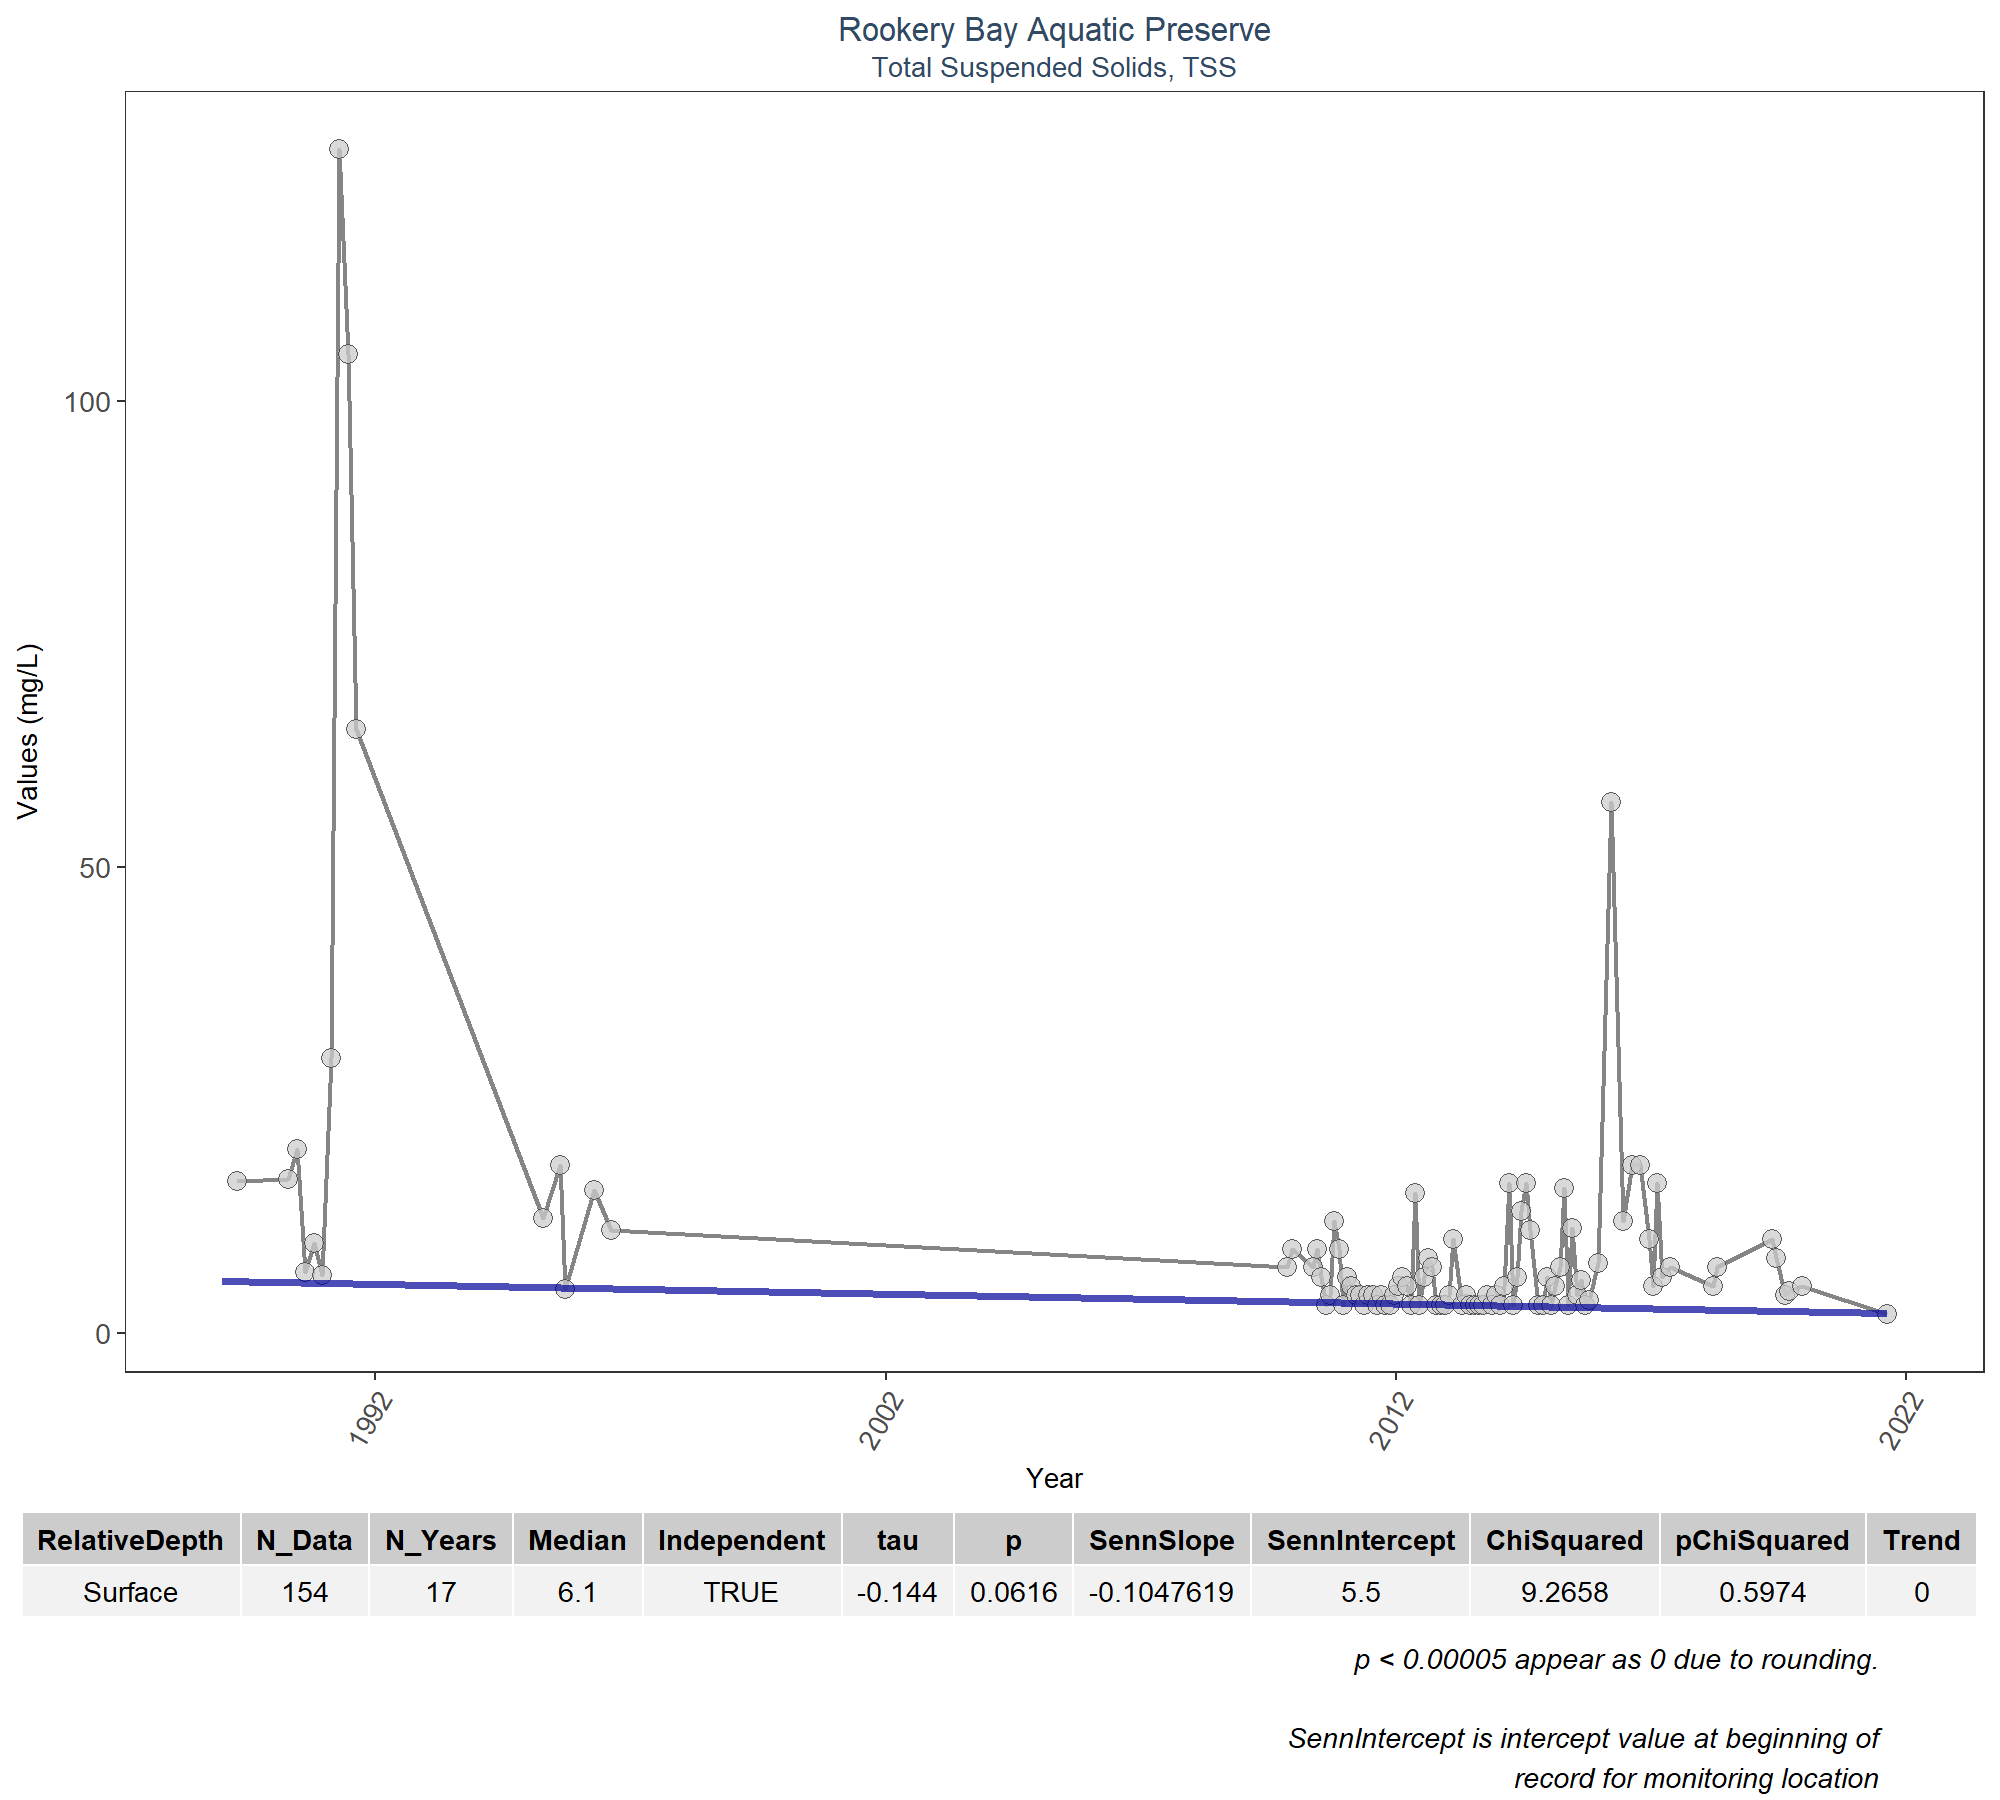 Rookery Bay Aquatic Preserve
Total Suspended Solids, TSS
Values (mg/L)
100
50
0
1992
2002
2012
2022
Year
RelativeDepth N_Data N_Years Median Independent tau p SennSlope SennIntercept ChiSquared pChiSquared Trend
Surface 154 17 6.1 TRUE -0.144 0.0616 -0.1047619 5.5 9.2658 0.5974 0
p < 0.00005 appear as 0 due to rounding.
SennIntercept is intercept value at beginning of
record for monitoring location